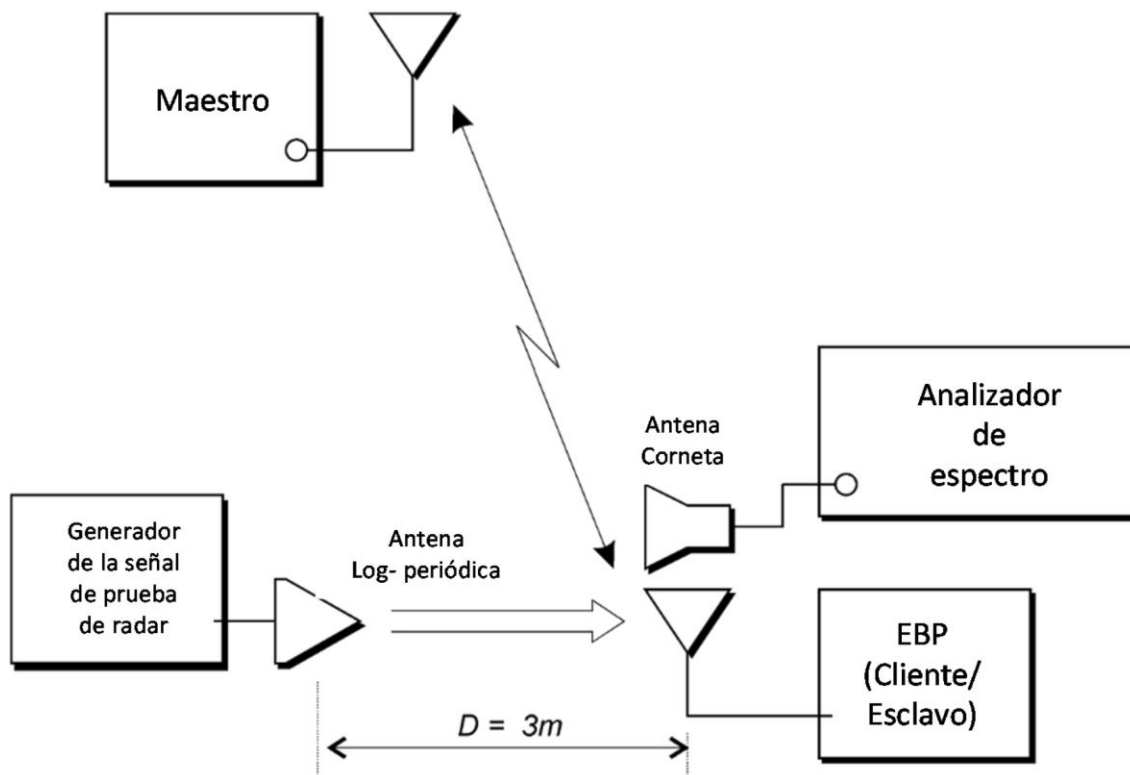 Maestro
Antena
Corneta
Analizador
de
espectro
Generador
de la señal
de prueba
de radar
Antena
Log- periódica
EBP
(Cliente/
Esclavo)
D = 3m